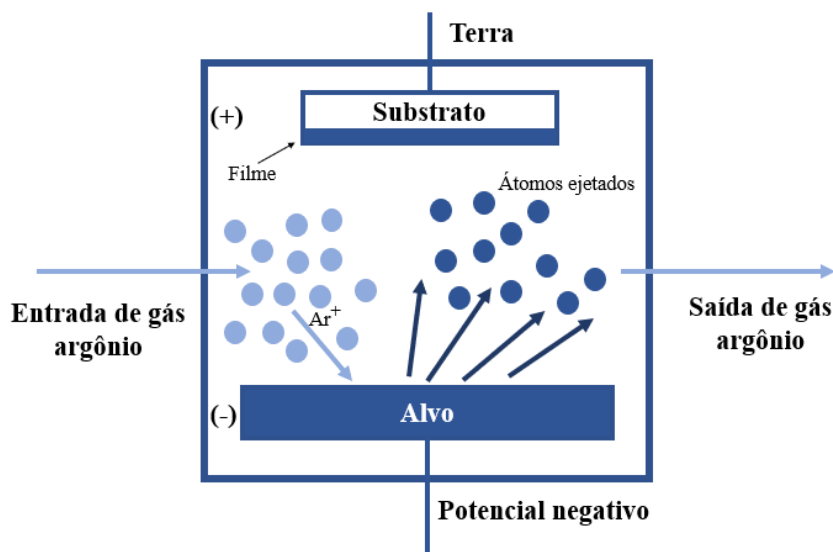 Terra
(+)
Substrato
Filme
Átomos ejetados
Entrada de gás
argônio
Ar+
Saída de gás
argônio
(-)
Alvo
Potencial negativo